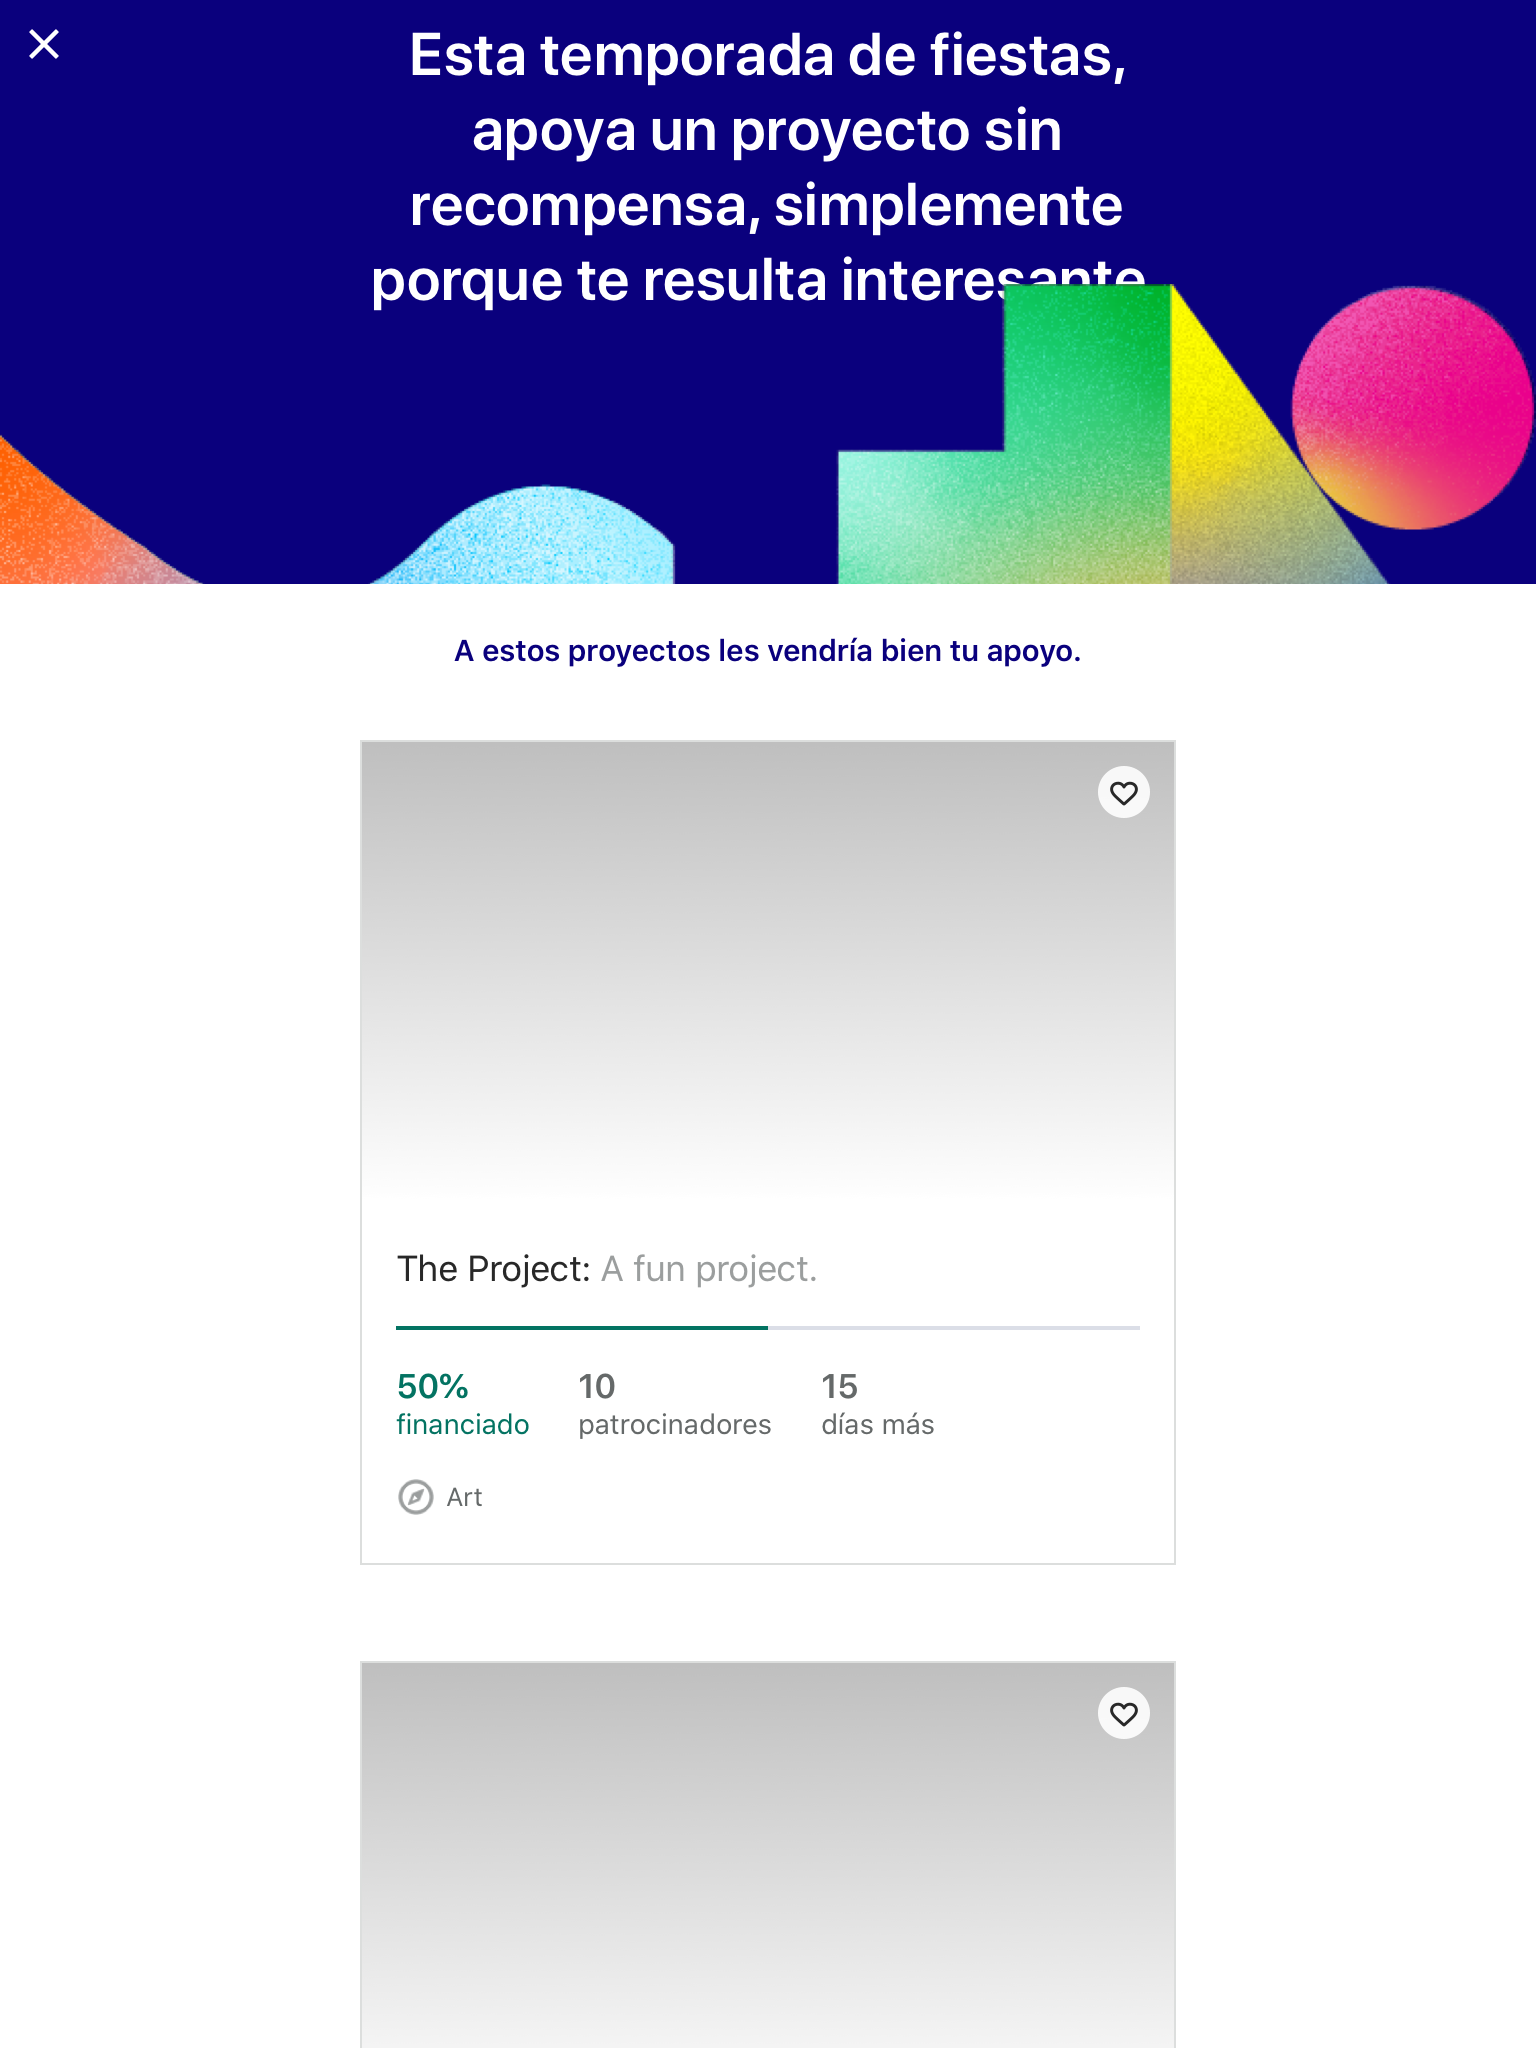 Esta temporada de fiestas,
apoya un proyecto sin
recompensa, simplemente
porque te resulta interesante
A estos proyectos les vendría bien tu apoyo.
The Project: A fun project.
50% 10 15
financiado patrocinadores días más
Art